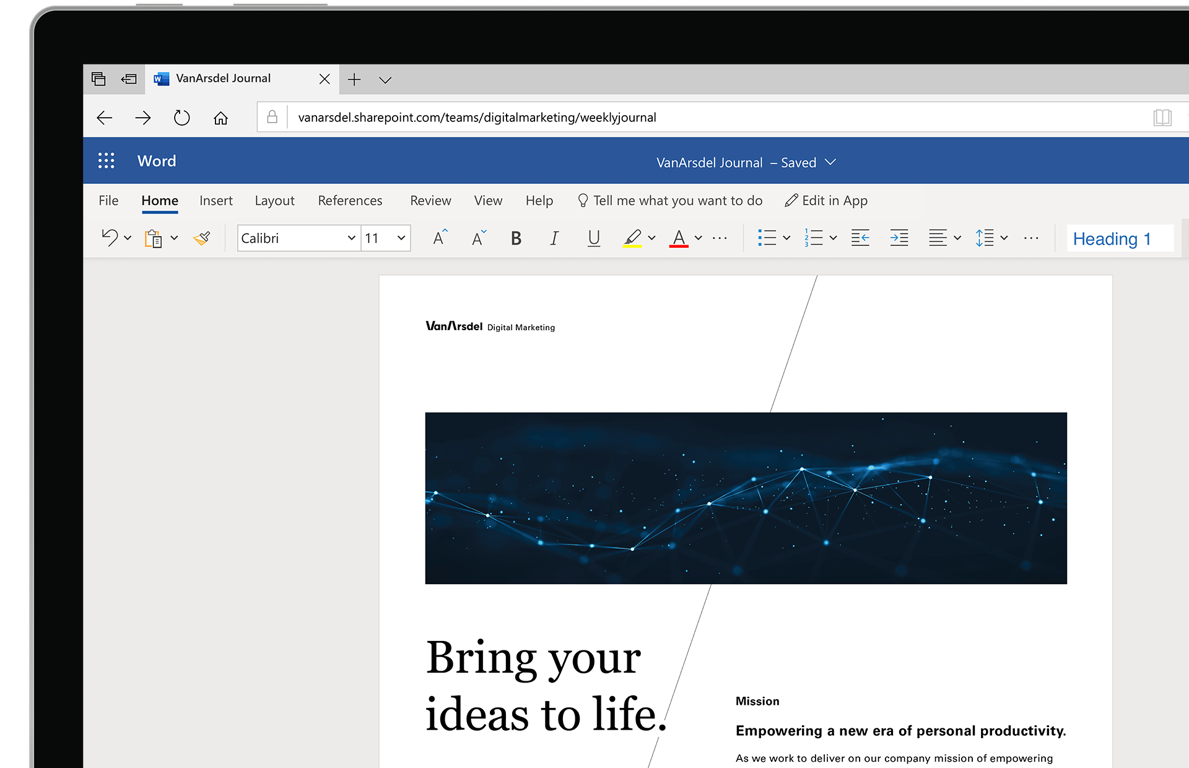 VanArsdel Journal
vanarsdel.sharepoint.com/teams/digitalmarketing/weeklyjournal
Word
VanArsdel Journal – Saved
File Home Insert Layout References Review View Help Tell me what you want to do Edit in App
Calibri 11 A A B I U A Heading 1
VanArsdel Digital Marketing
Bring your
ideas to life.
Mission
Empowering a new era of personal productivity.
As we work to deliver on our company mission of empowering